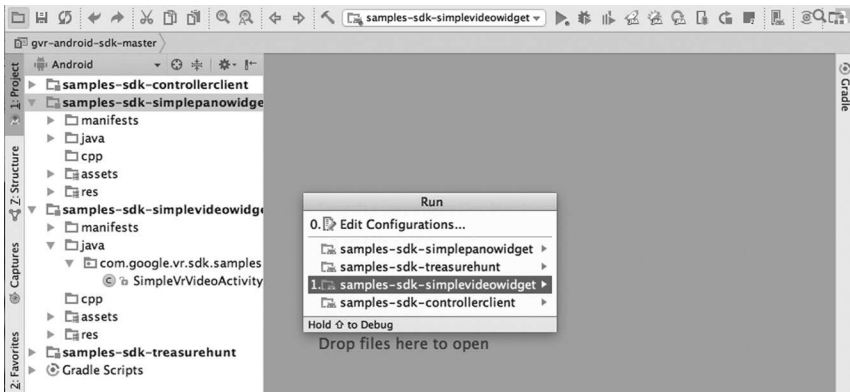 samples-sdk-simplevideowidget
gvr-android-sdk-master
1: Project
Z: Structure
Captures
2: Favorites
Android
samples-sdk-controllerclient
samples-sdk-simplepanowidge
manifests
java
cpp
assets
res
samples-sdk-simplevideowidge
manifests
java
com.google.vr.sdk.samples
SimpleVrVideoActivity
cpp
assets
res
samples-sdk-treasurehunt
Gradle Scripts
Run
0. Edit Configurations...
samples-sdk-simplepanowidget
samples-sdk-treasurehunt
1. samples-sdk-simplevideowidget
samples-sdk-controllerclient
Hold ⇧ to Debug
Drop files here to open
Gradle